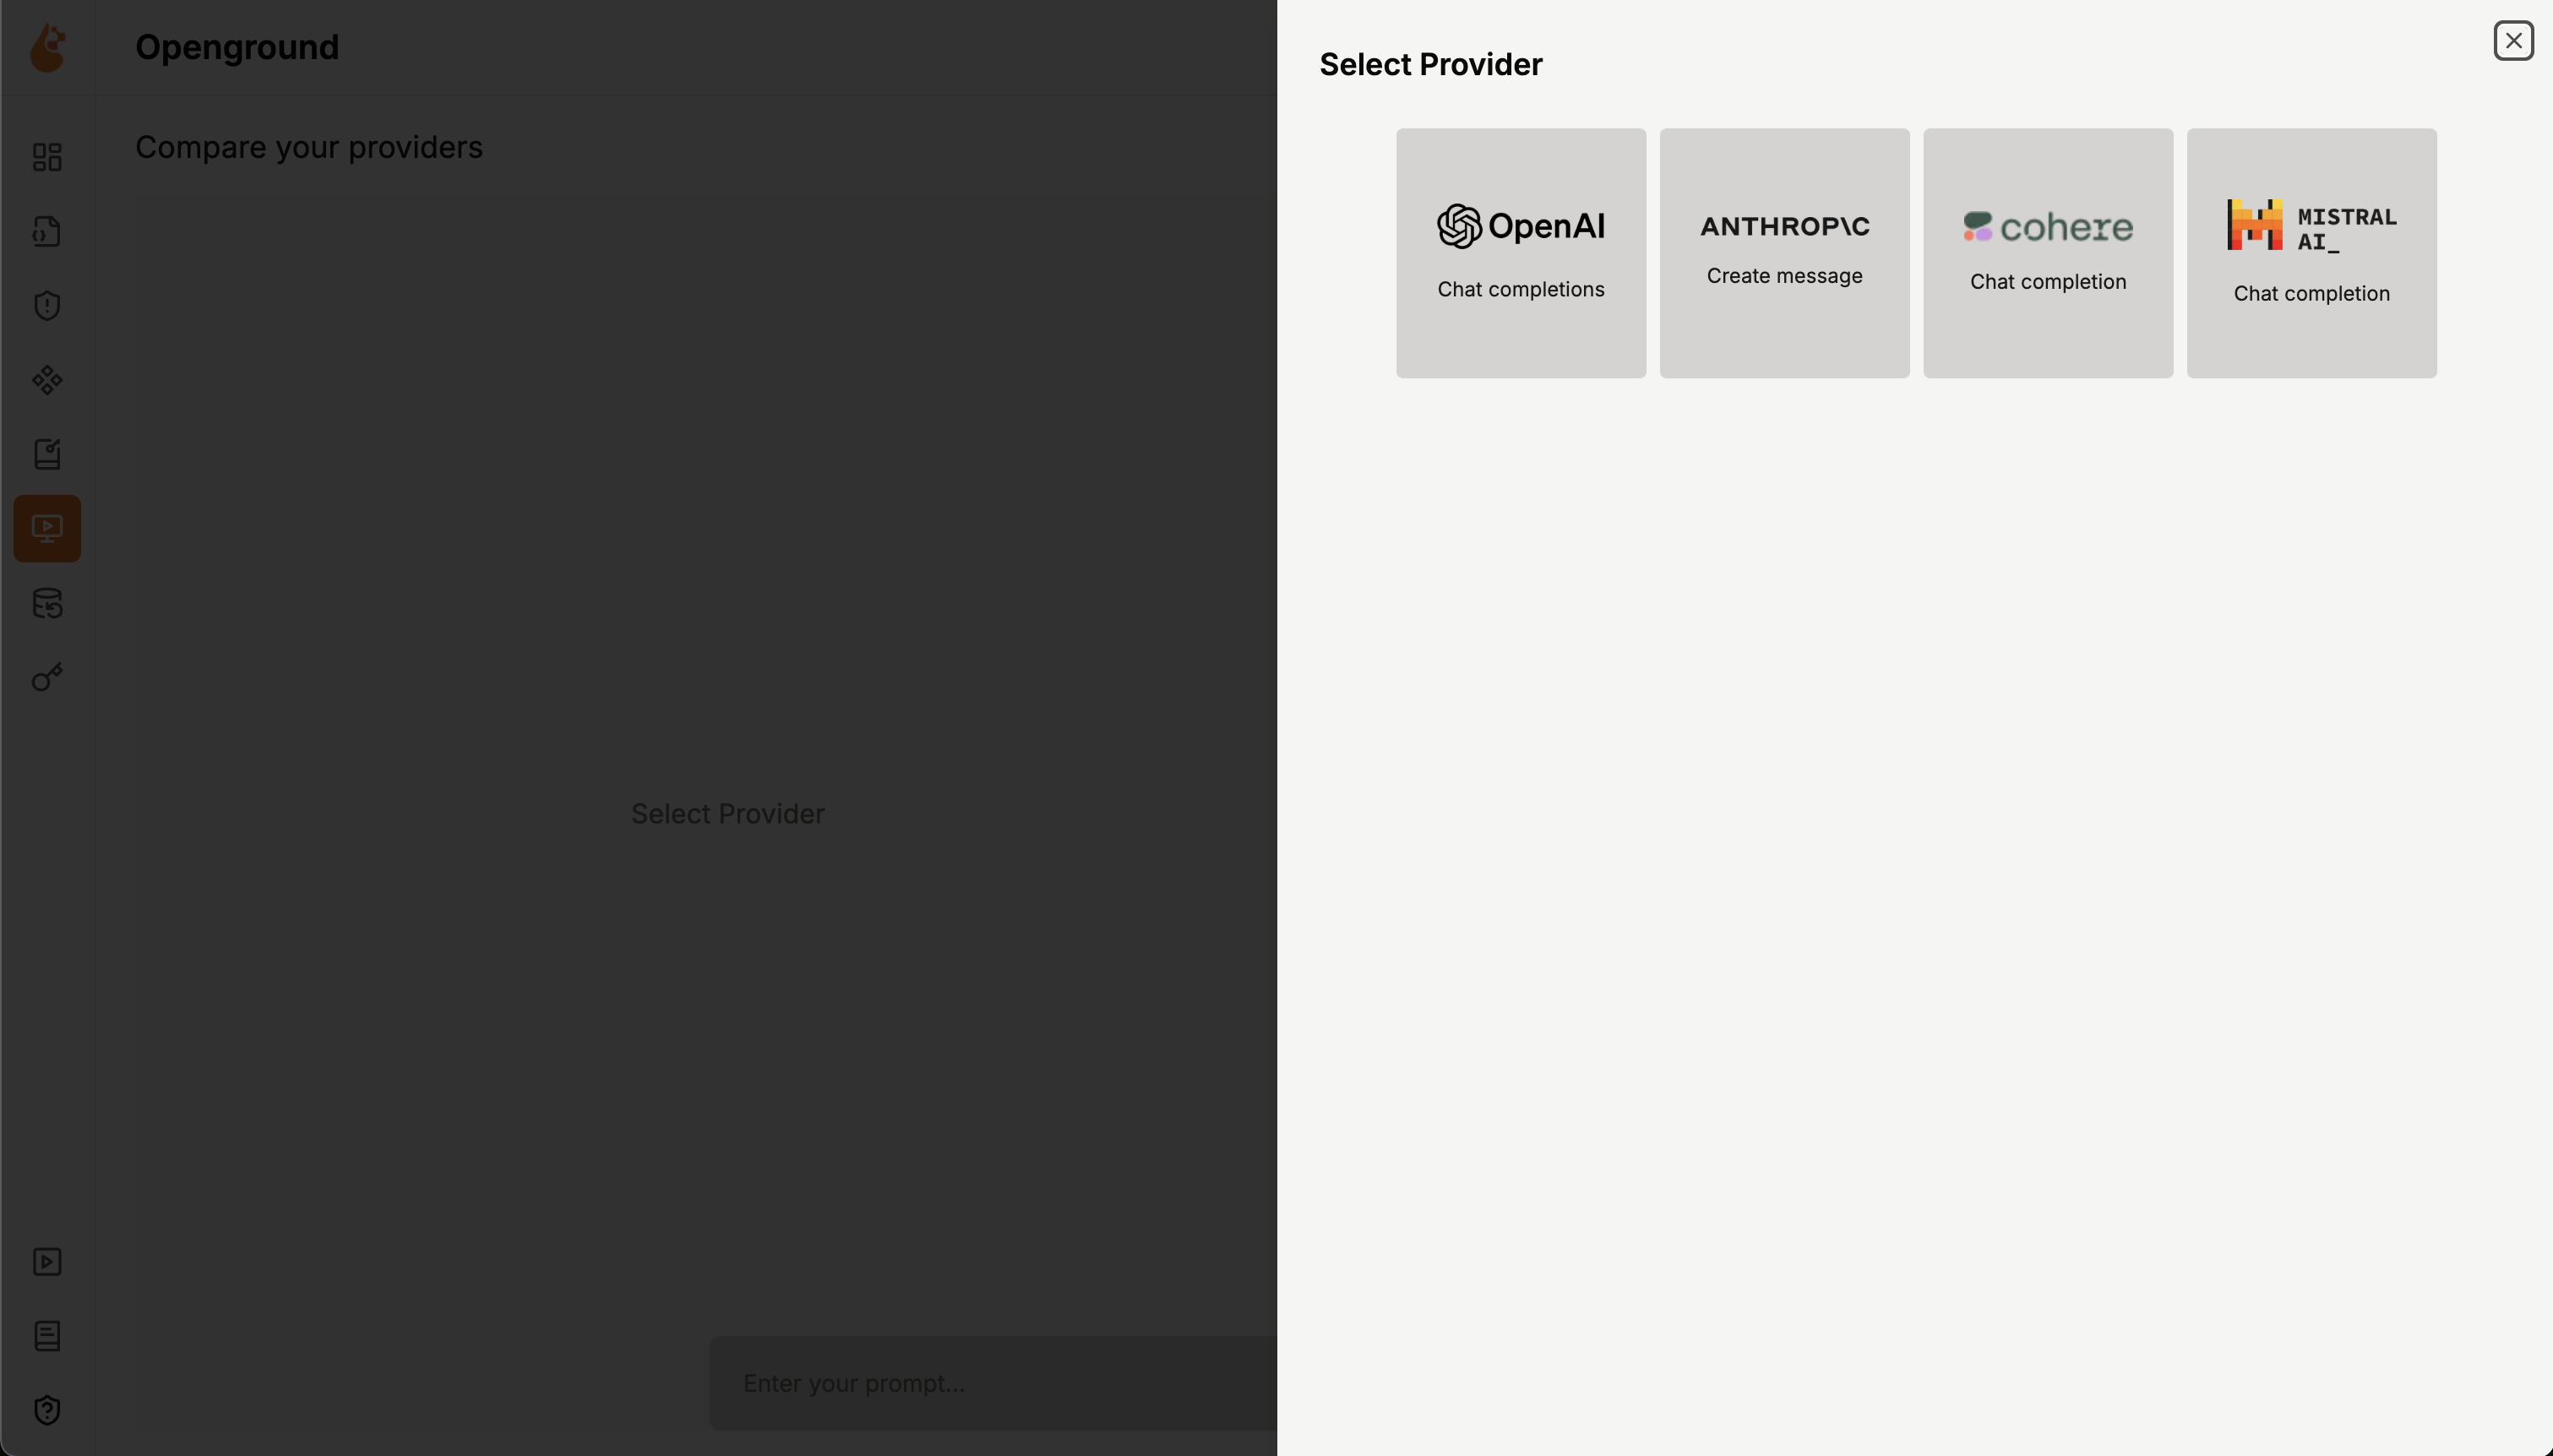 Openground
Compare your providers
Select Provider
Enter your prompt...
Select Provider
OpenAI
Chat completions
ANTHROP\C
Create message
cohere
Chat completion
MISTRAL
AI_
Chat completion